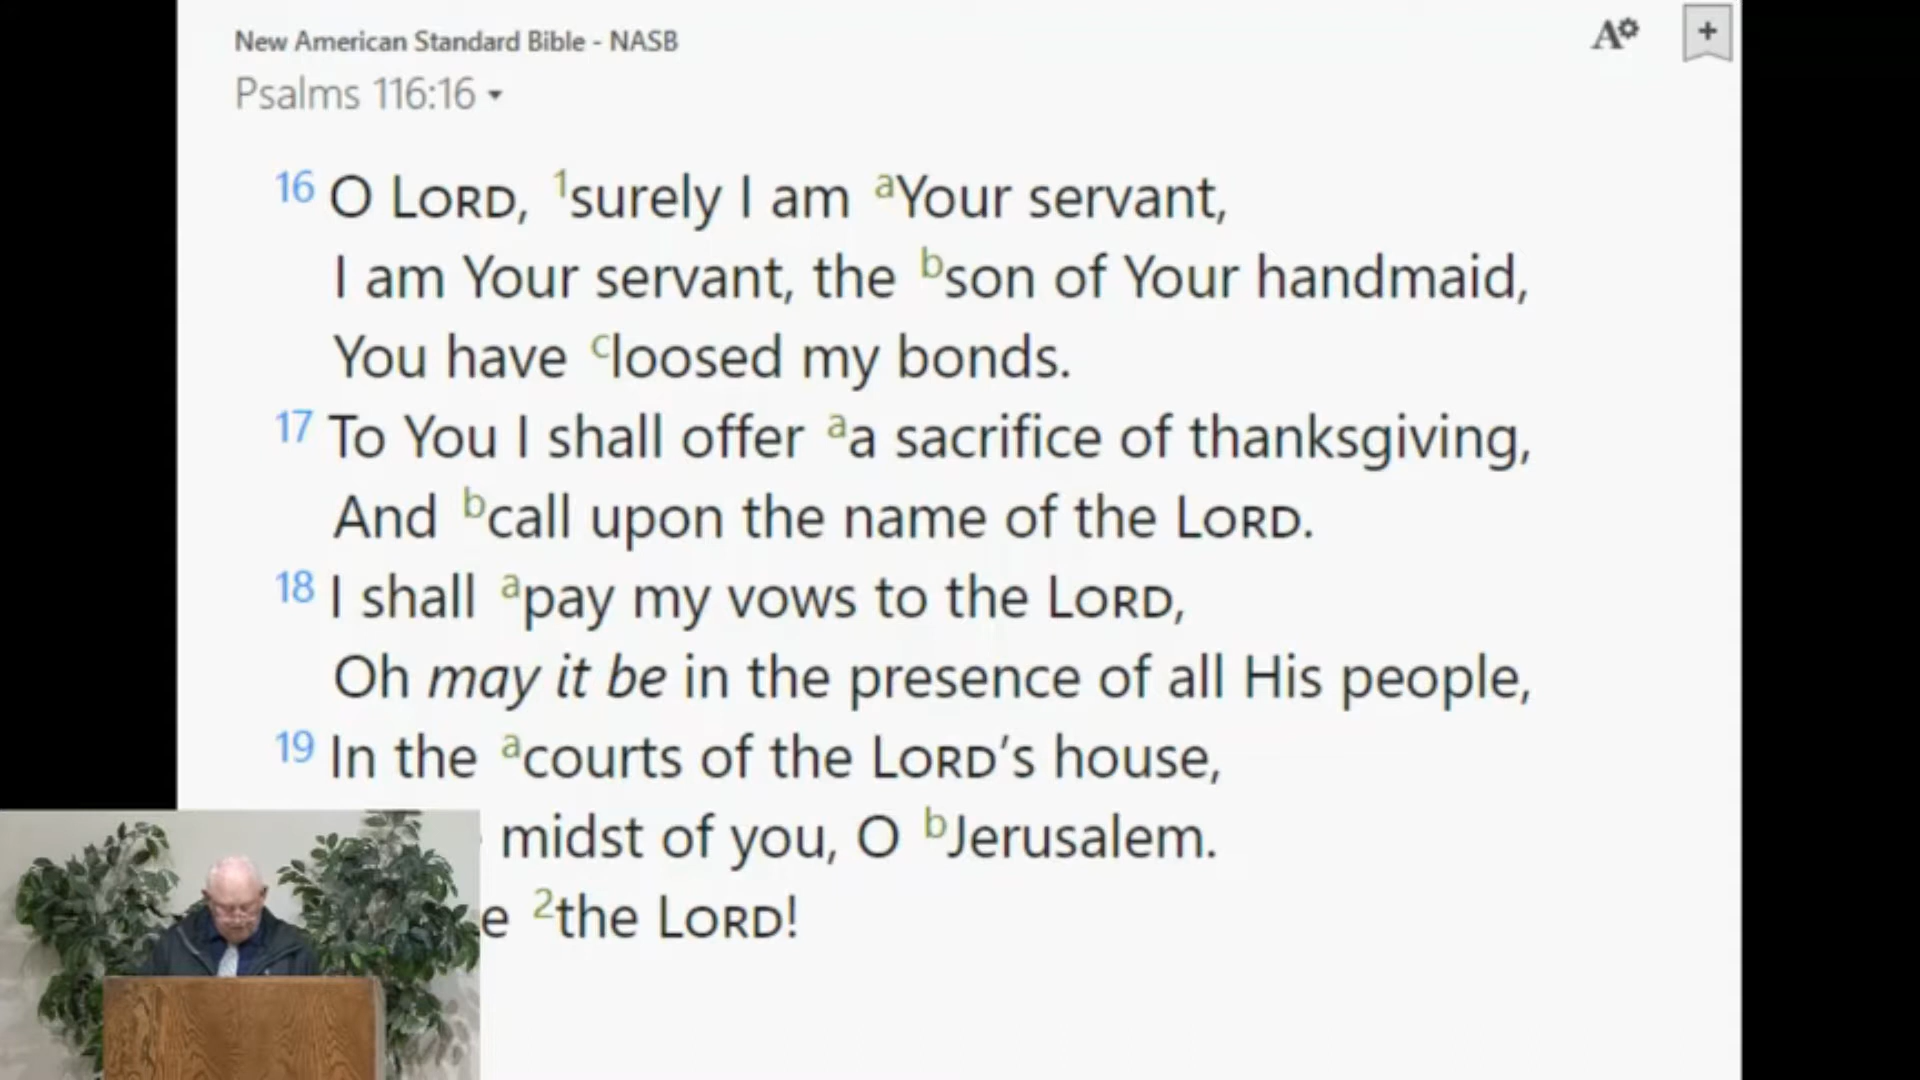 New American Standard Bible - NASB
A
+
Psalms 116:16
16 O LORD, 1surely I am aYour servant,
I am Your servant, the bson of Your handmaid,
You have cloosed my bonds.
17 To You I shall offer aa sacrifice of thanksgiving,
And bcall upon the name of the LORD.
18 I shall apay my vows to the LORD,
Oh may it be in the presence of all His people,
19 In the acourts of the LORD's house,
midst of you, O bJerusalem.
2the LORD!